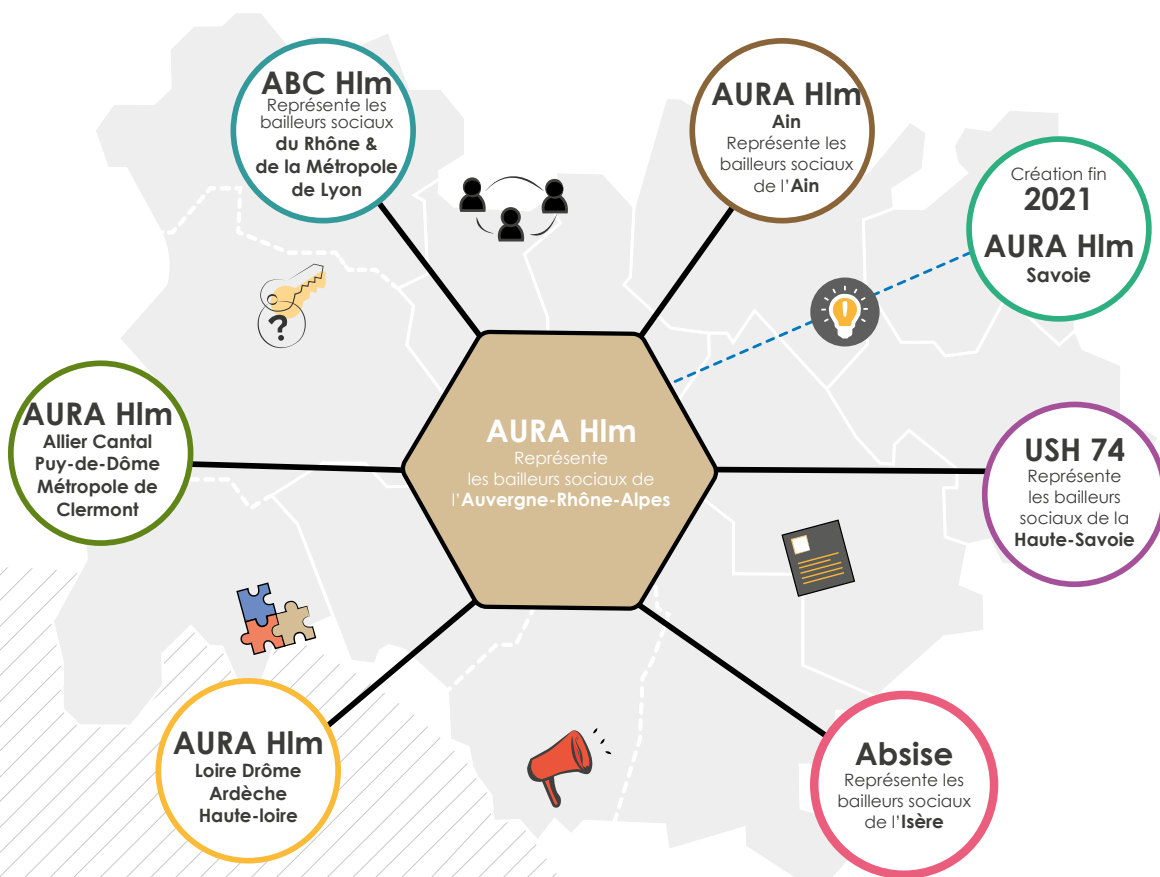 ABC Hlm
Représente les
bailleurs sociaux
du Rhône &
de la Métropole
de Lyon
AURA Hlm
Ain
Représente les
bailleurs sociaux
de l'Ain
Création fin
2021
AURA Hlm
Savoie
?
AURA Hlm
Allier Cantal
Puy-de-Dôme
Métropole de
Clermont
AURA Hlm
Représente
les bailleurs sociaux de
l'Auvergne-Rhône-Alpes
USH 74
Représente
les bailleurs
sociaux de la
Haute-Savoie
AURA Hlm
Loire Drôme
Ardèche
Haute-loire
Absise
Représente les
bailleurs sociaux
de l'Isère